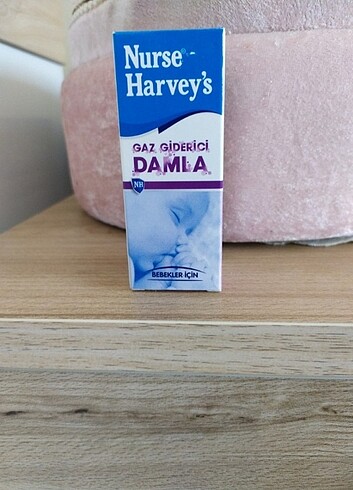 Nurse
Harvey's
GAZ GİDERİCİ
DAMLA
NH
BEBEKLER İÇİN